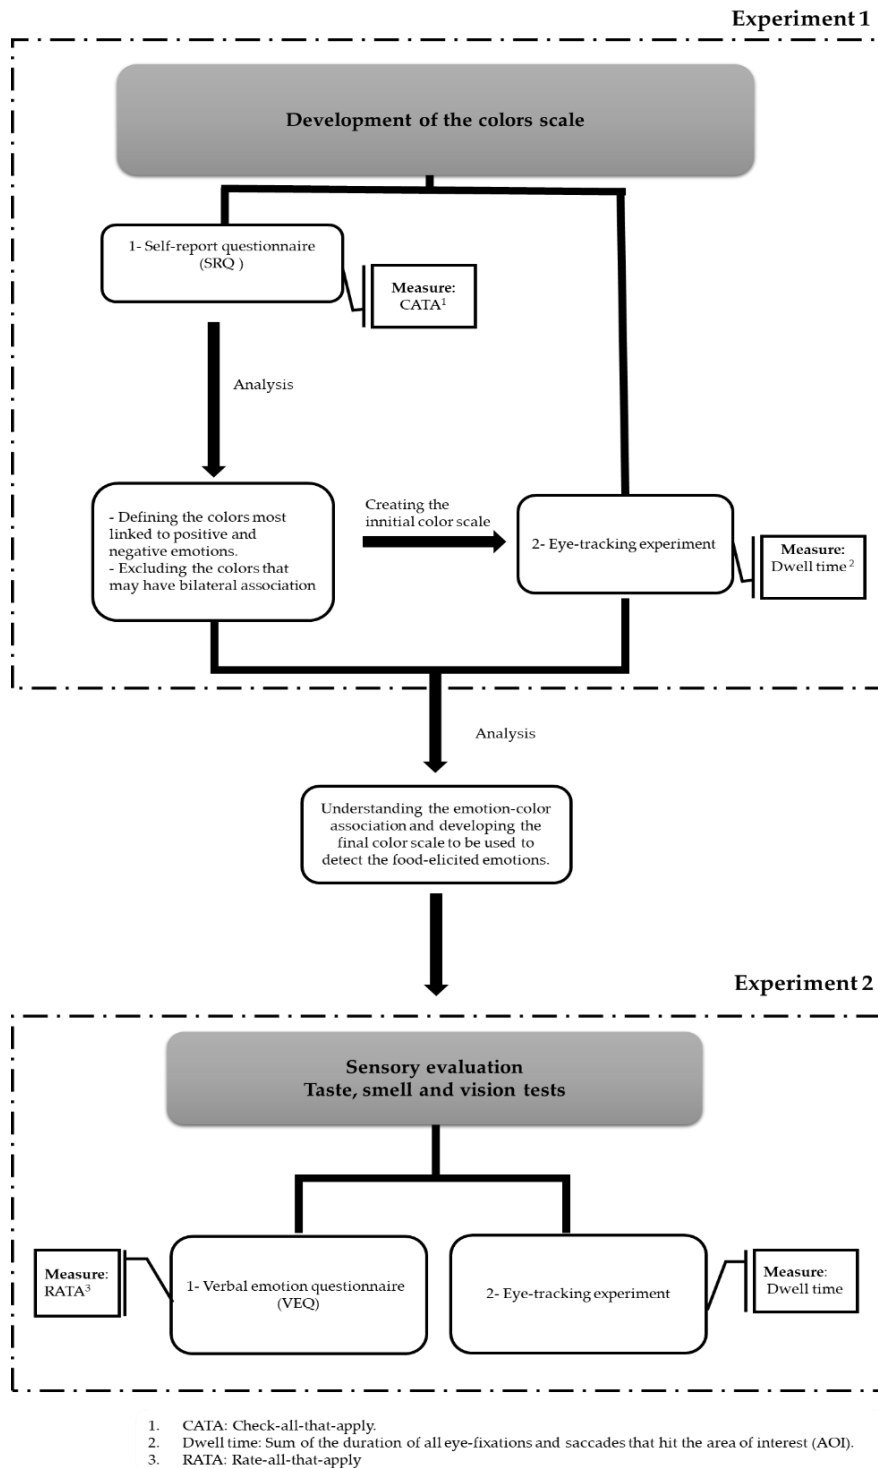 Experiment 1
Development of the colors scale
1- Self-report questionnaire
(SRQ )
Measure:
CATA1
Analysis
- Defining the colors most
linked to positive and
negative emotions.
- Excluding the colors that
may have bilateral association
Creating the
innitial color scale
2- Eye-tracking experiment
Measure:
Dwell time 2
Analysis
Understanding the emotion-color
association and developing the
final color scale to be used to
detect the food-elicited emotions.
Experiment 2
Sensory evaluation
Taste, smell and vision tests
Measure:
RATA3
1- Verbal emotion questionnaire
(VEQ)
2- Eye-tracking experiment
Measure:
Dwell time
1. CATA: Check-all-that-apply.
2. Dwell time: Sum of the duration of all eye-fixations and saccades that hit the area of interest (AOI).
3. RATA: Rate-all-that-apply